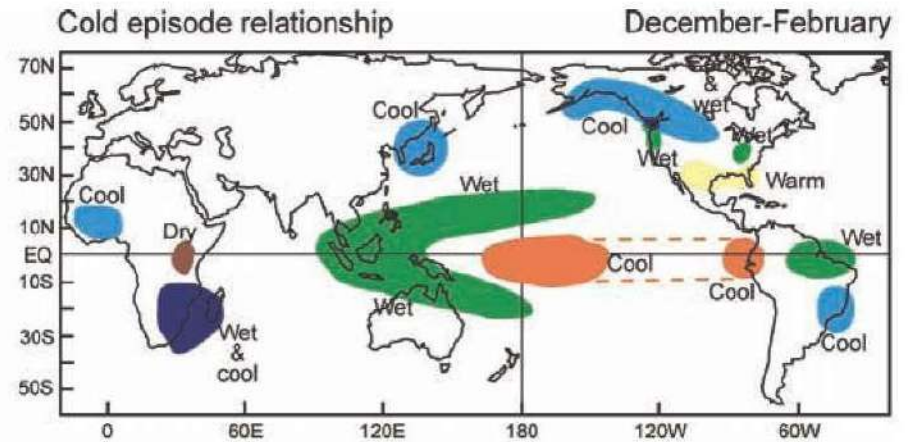 Cold episode relationship
December-February
70N
50N
30N
10N
EQ
10S
30S
50S
Cool
&
wet
Cool
Wet
Wet
Warm
Cool
Wet
Cool
Dry
Wet
Wet
Cool
Cool
Wet
&
cool
Cool
0
60E
120E
180
120W
60W